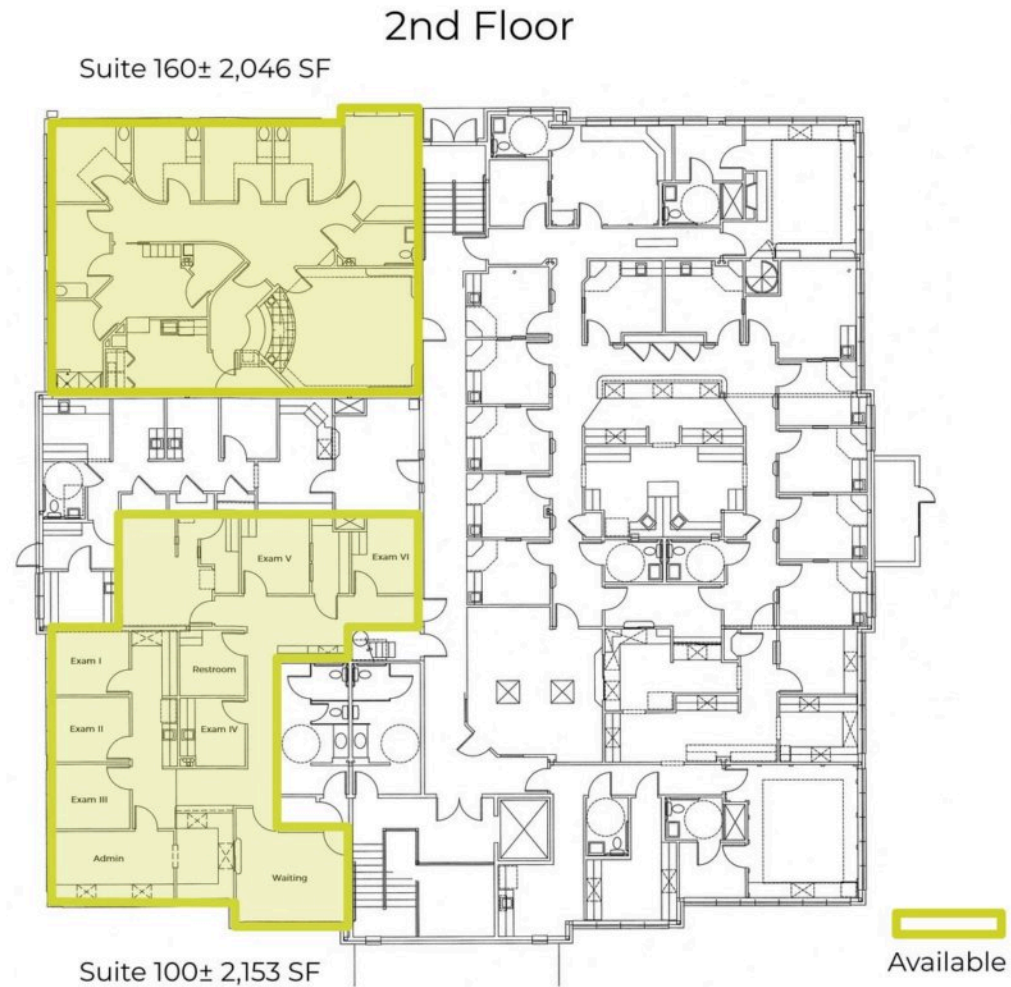 2nd Floor
Suite 160± 2,046 SF
Exam V
Exam VI
Exam I
Restroom
Exam II
Exam IV
Exam III
Admin
Waiting
Available
Suite 100± 2,153 SF